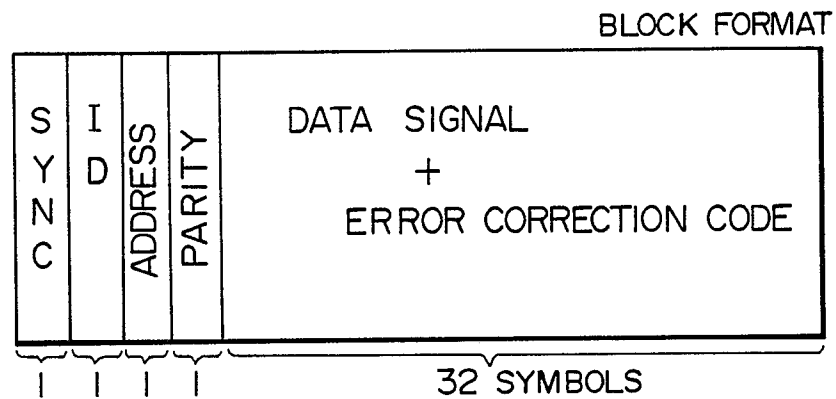 BLOCK FORMAT
SYNC
ID
ADDRESS
PARITY
DATA SIGNAL
+
ERROR CORRECTION CODE
1 1 1 1 32 SYMBOLS